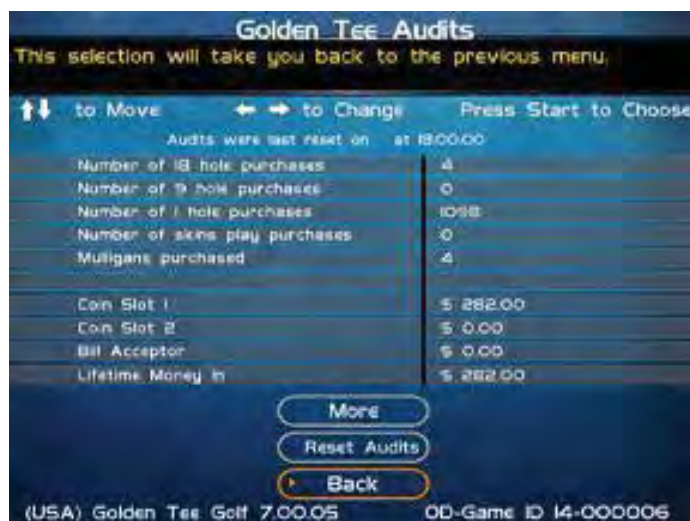 Golden Tee Audits
This selection will take you back to the previous menu.
to Move to Change Press Start to Choose
Audits were last reset on at 18:00:00
Number of 18 hole purchases 4
Number of 9 hole purchases 0
Number of 1 hole purchases 1098
Number of skins play purchases 0
Mulligans purchased 4
Coin Slot 1 $ 282.00
Coin Slot 2 $ 0.00
Bill Acceptor $ 0.00
Lifetime Money In $ 282.00
More
Reset Audits
Back
(USA) Golden Tee Golf 7.00.05 OD-Game ID 14-000006